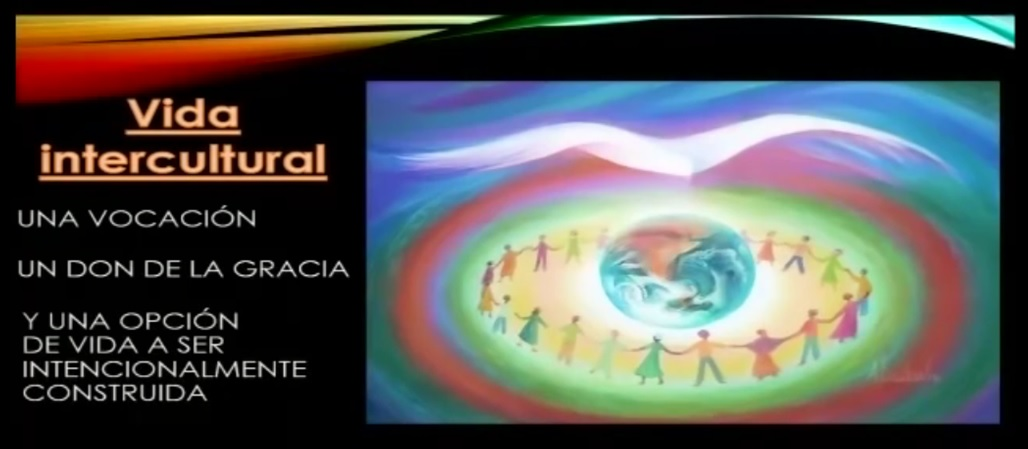 Vida
intercultural
UNA VOCACIÓN
UN DON DE LA GRACIA
Y UNA OPCIÓN
DE VIDA A SER
INTENCIONALMENTE
CONSTRUIDA